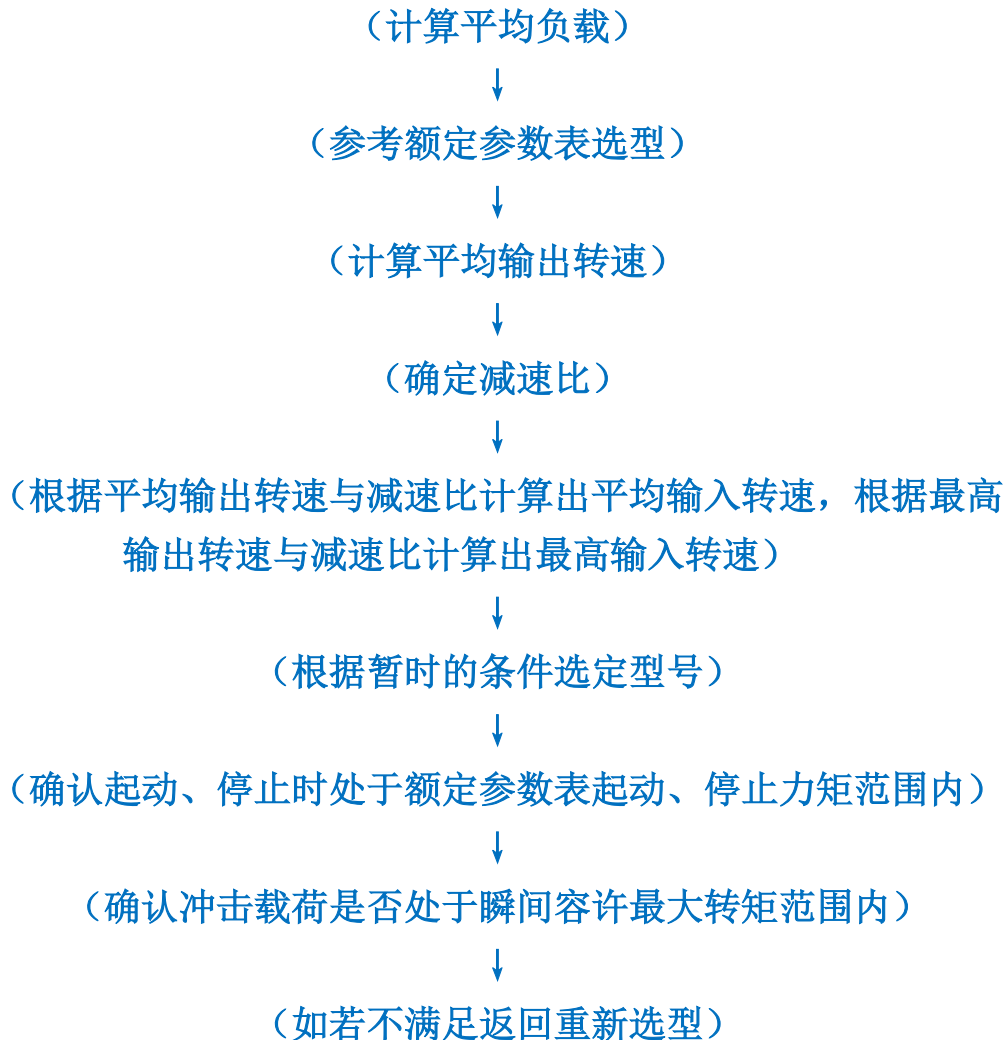 （计算平均负载）
↓
（参考额定参数表选型）
↓
（计算平均输出转速）
↓
（确定减速比）
↓
（根据平均输出转速与减速比计算出平均输入转速，根据最高
输出转速与减速比计算出最高输入转速）
↓
（根据暂时的条件选定型号）
↓
（确认起动、停止时处于额定参数表起动、停止力矩范围内）
↓
（确认冲击载荷是否处于瞬间容许最大转矩范围内）
↓
（如若不满足返回重新选型）